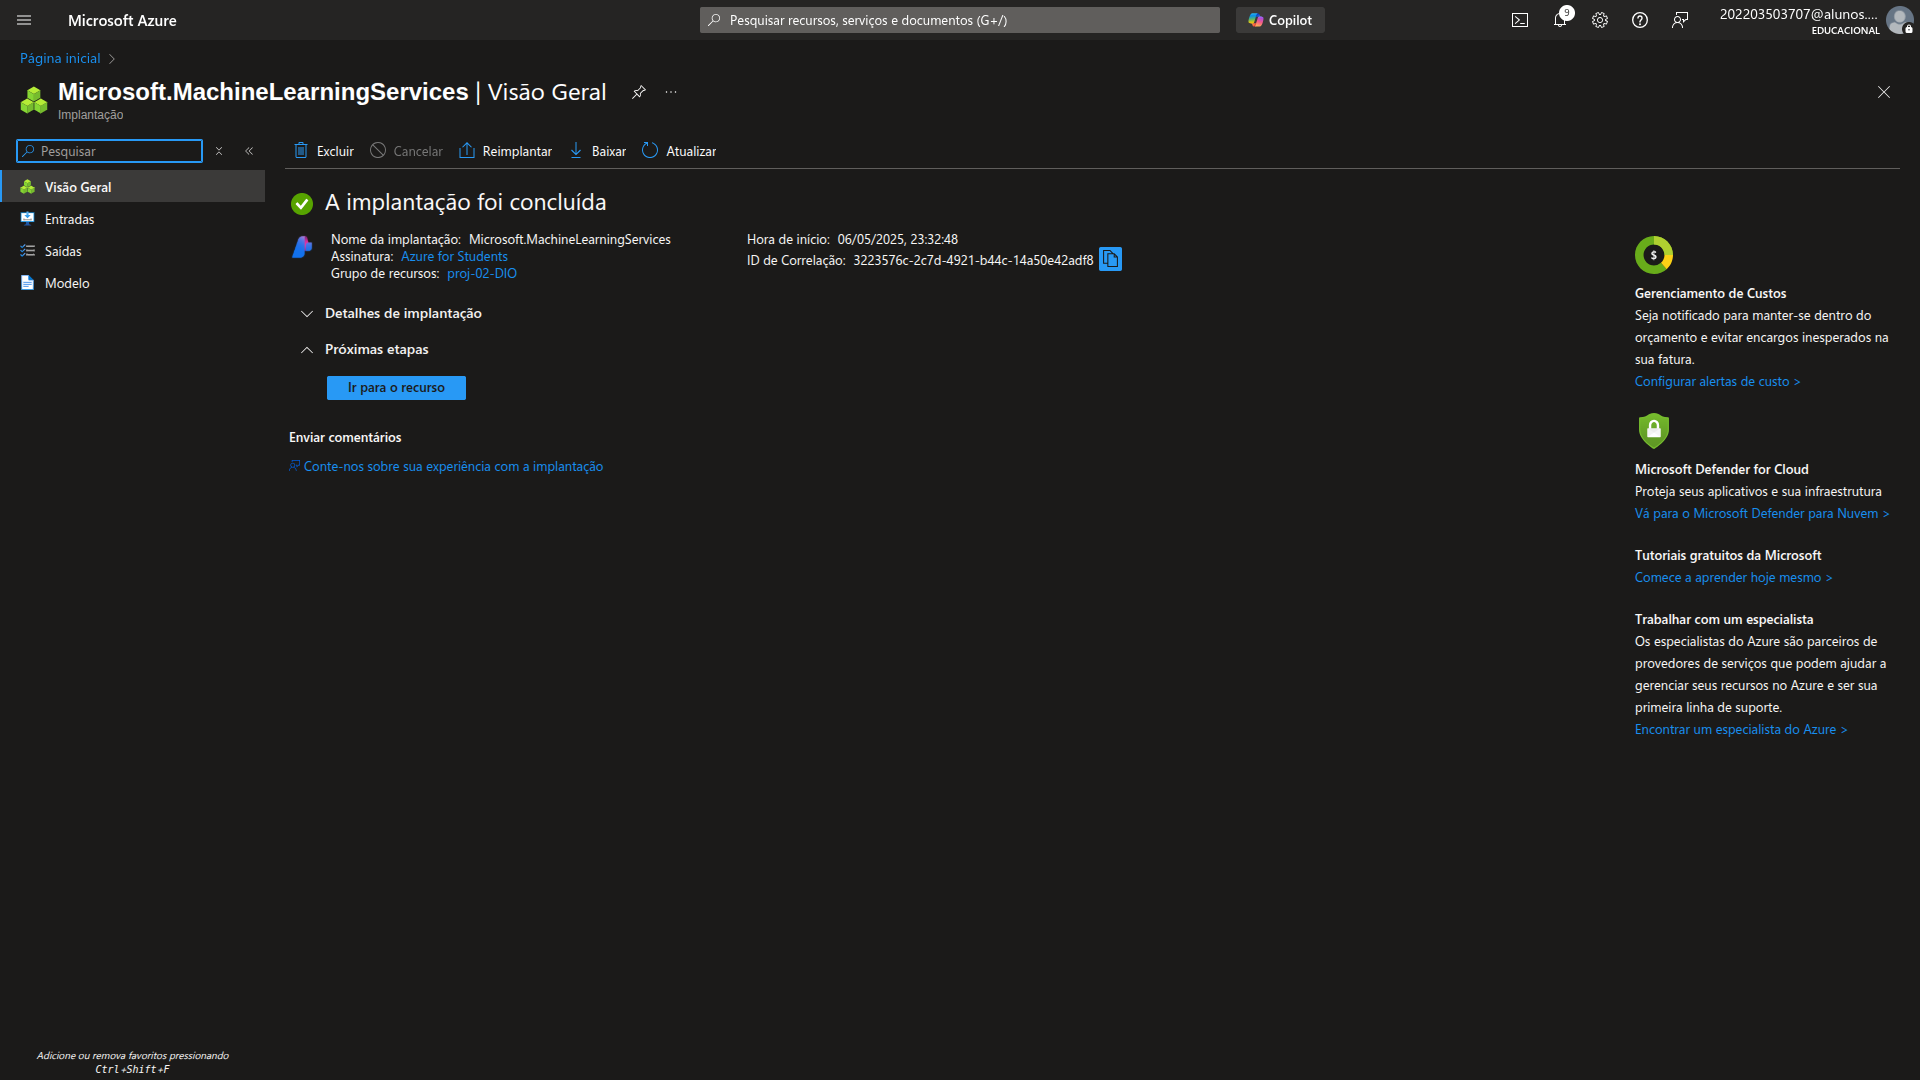 Microsoft Azure
Pesquisar recursos, serviços e documentos (G+/)
Copilot
9
202203503707@alunos....
EDUCACIONAL
Página inicial
Microsoft.MachineLearningServices | Visão Geral
...
Implantação
Pesquisar
Excluir
Cancelar
Reimplantar
Baixar
Atualizar
Visão Geral
Entradas
Saídas
Modelo
A implantação foi concluída
Nome da implantação: Microsoft.MachineLearningServices
Assinatura: Azure for Students
Grupo de recursos: proj-02-DIO
Hora de início: 06/05/2025, 23:32:48
ID de Correlação: 3223576c-2c7d-4921-b44c-14a50e42adf8
Detalhes de implantação
Próximas etapas
Ir para o recurso
Enviar comentários
Conte-nos sobre sua experiência com a implantação
$
Gerenciamento de Custos
Seja notificado para manter-se dentro do
orçamento e evitar encargos inesperados na
sua fatura.
Configurar alertas de custo >
Microsoft Defender for Cloud
Proteja seus aplicativos e sua infraestrutura
Vá para o Microsoft Defender para Nuvem >
Tutoriais gratuitos da Microsoft
Comece a aprender hoje mesmo >
Trabalhar com um especialista
Os especialistas do Azure são parceiros de
provedores de serviços que podem ajudar a
gerenciar seus recursos no Azure e ser sua
primeira linha de suporte.
Encontrar um especialista do Azure >
Adicione ou remova favoritos pressionando
Ctrl+Shift+F